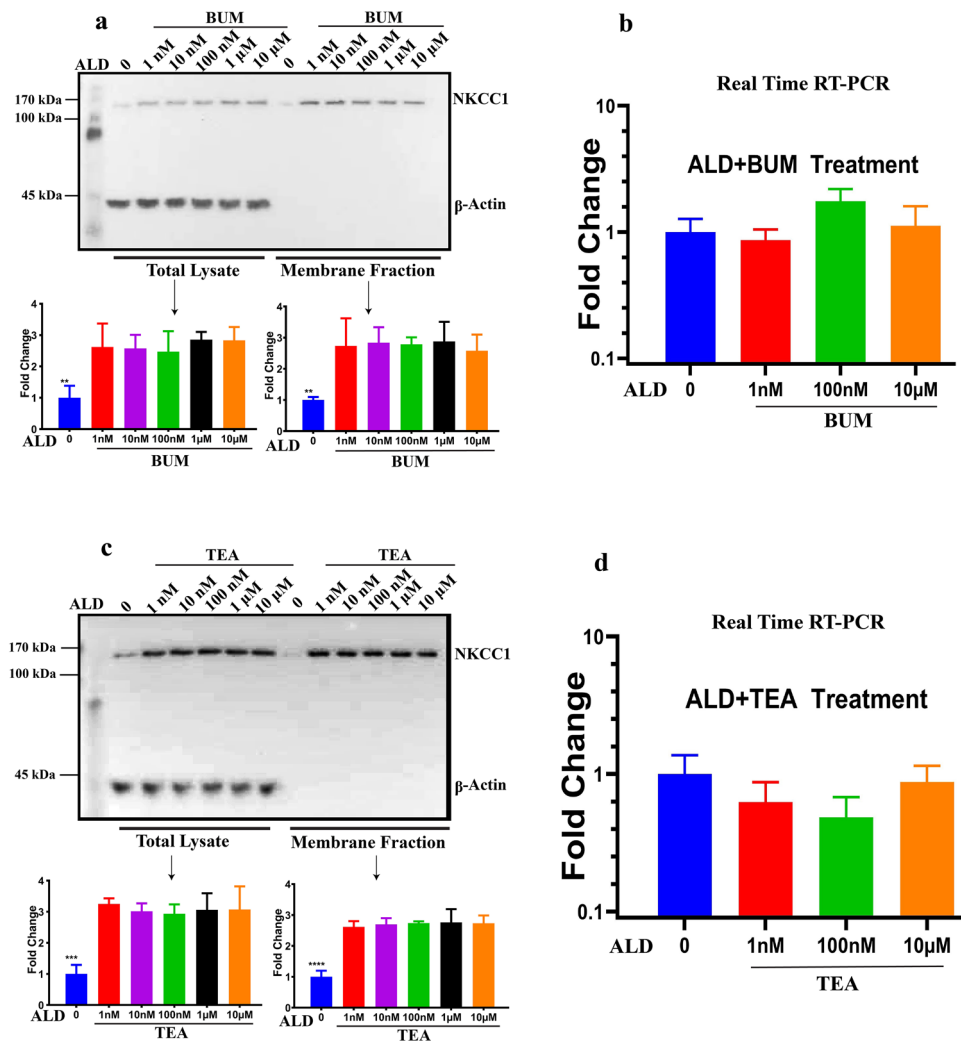 a
BUM
BUM
ALD 0 1 nM 10 nM 100 nM 1 µM 10 µM 0 1 nM 10 nM 100 nM 1 µM 10 µM
170 kDa
NKCC1
100 kDa
45 kDa
β-Actin
Total Lysate
Membrane Fraction
Fold Change
4
3
2
1
0
**
ALD 0 1nM 10nM 100nM 1µM 10µM
BUM
Fold Change
4
3
2
1
0
**
ALD 0 1nM 10nM 100nM 1µM 10µM
BUM
b
Real Time RT-PCR
ALD+BUM Treatment
Fold Change
10
1
0.1
ALD 0 1nM 100nM 10µM
BUM
c
TEA
TEA
ALD 0 1 nM 10 nM 100 nM 1 µM 10 µM 0 1 nM 10 nM 100 nM 1 µM 10 µM
170 kDa
NKCC1
100 kDa
45 kDa
β-Actin
Total Lysate
Membrane Fraction
Fold Change
4
3
2
1
0
***
ALD 0 1nM 10nM 100nM 1µM 10µM
TEA
Fold Change
4
3
2
1
0
****
ALD 0 1nM 10nM 100nM 1µM 10µM
TEA
d
Real Time RT-PCR
ALD+TEA Treatment
Fold Change
10
1
0.1
ALD 0 1nM 100nM 10µM
TEA